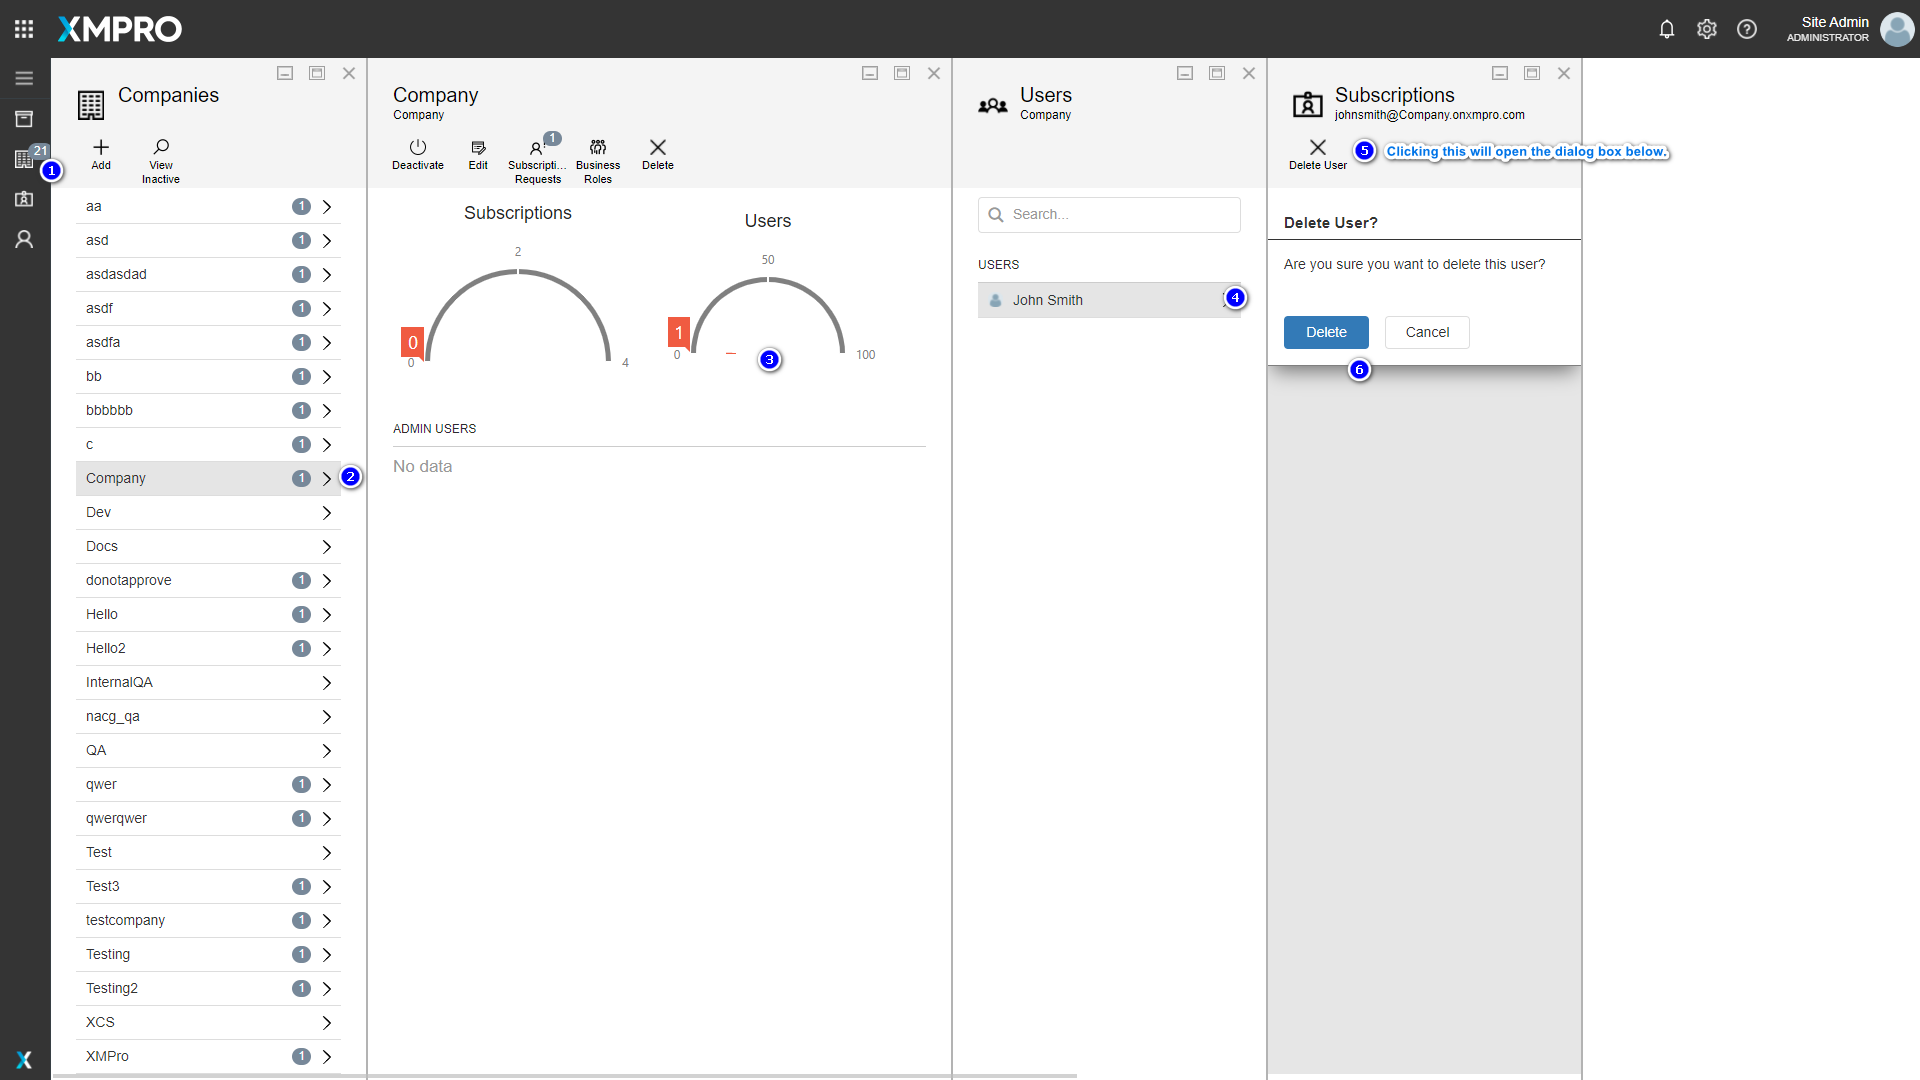 XMPRO
Site Admin
ADMINISTRATOR
21
1
Companies
Add
View
Inactive
aa 1
asd 1
asdasdad 1
asdf 1
asdfa 1
bb 1
bbbbbb 1
c 1
Company 1
2
Dev
Docs
donotapprove 1
Hello 1
Hello2 1
InternalQA
nacg_qa
QA
qwer 1
qwerqwer 1
Test
Test3 1
testcompany 1
Testing 1
Testing2 1
XCS
XMPro 1
Company
Company
Deactivate
Edit
1
Subscripti...
Requests
Business
Roles
Delete
Subscriptions
2
0
0
4
Users
50
1
0
100
3
ADMIN USERS
No data
Users
Company
Search...
USERS
John Smith
4
Subscriptions
johnsmith@Company.onxmpro.com
Delete User
5
Clicking this will open the dialog box below.
Delete User?
Are you sure you want to delete this user?
Delete
Cancel
6